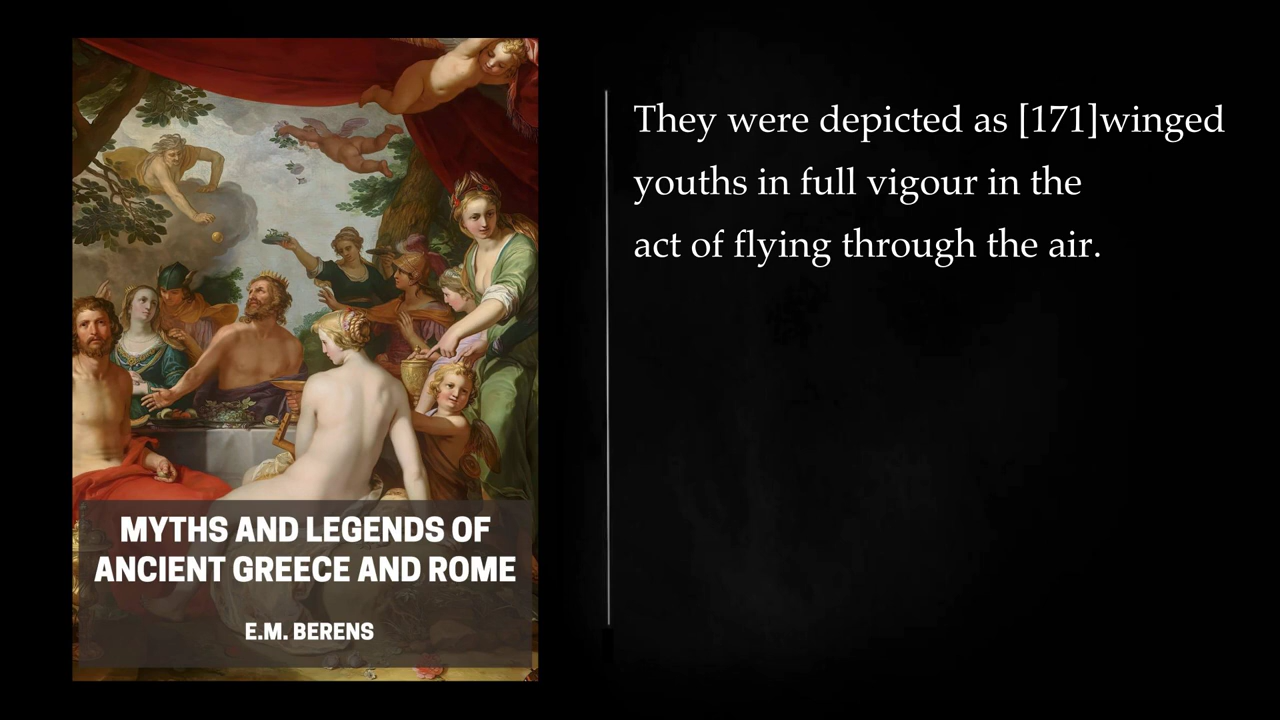 They were depicted as [171]winged
youths in full vigour in the
act of flying through the air.
MYTHS AND LEGENDS OF
ANCIENT GREECE AND ROME
E.M. BERENS